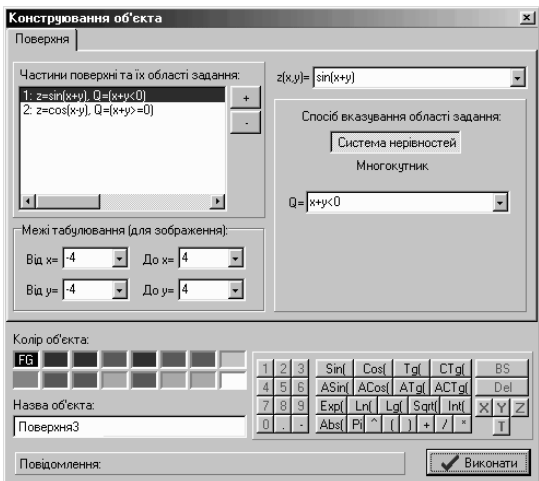 Конструювання об'єкта
Поверхня
Частини поверхні та їх області задання:
1: z=sin(x+y), Q=(x+y<0)
2: z=cos(x-y), Q=(x+y>=0)
+
-
z(x,y)= sin(x+y)
Спосіб вказування області задання:
Система нерівностей
Многокутник
Q= x+y<0
Межі табулювання (для зображення):
Від x= -4 До x= 4
Від y= -4 До y= 4
Колір об'єкта:
FG
Назва об'єкта:
Поверхня3
1 2 3 Sin( Cos( Tg( CTg( BS
4 5 6 ASin( ACos( ATg( ACTg( Del
7 8 9 Exp( Ln( Lg( Sqrt( Int( X Y Z
0 . - Abs( Pi ^ ( ) + / * T
Повідомлення:
Виконати